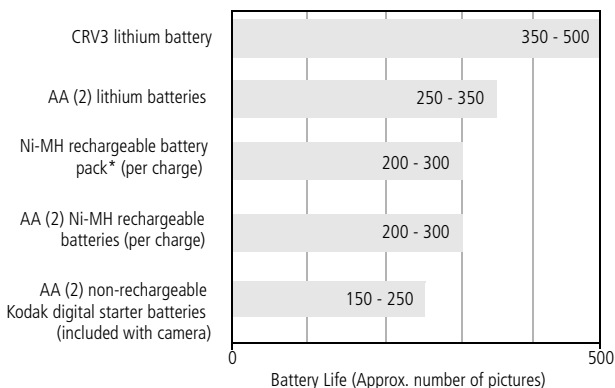 CRV3 lithium battery
350 - 500
AA (2) lithium batteries
250 - 350
Ni-MH rechargeable battery
pack* (per charge)
200 - 300
AA (2) Ni-MH rechargeable
batteries (per charge)
200 - 300
AA (2) non-rechargeable
Kodak digital starter batteries
(included with camera)
150 - 250
0
500
Battery Life (Approx. number of pictures)